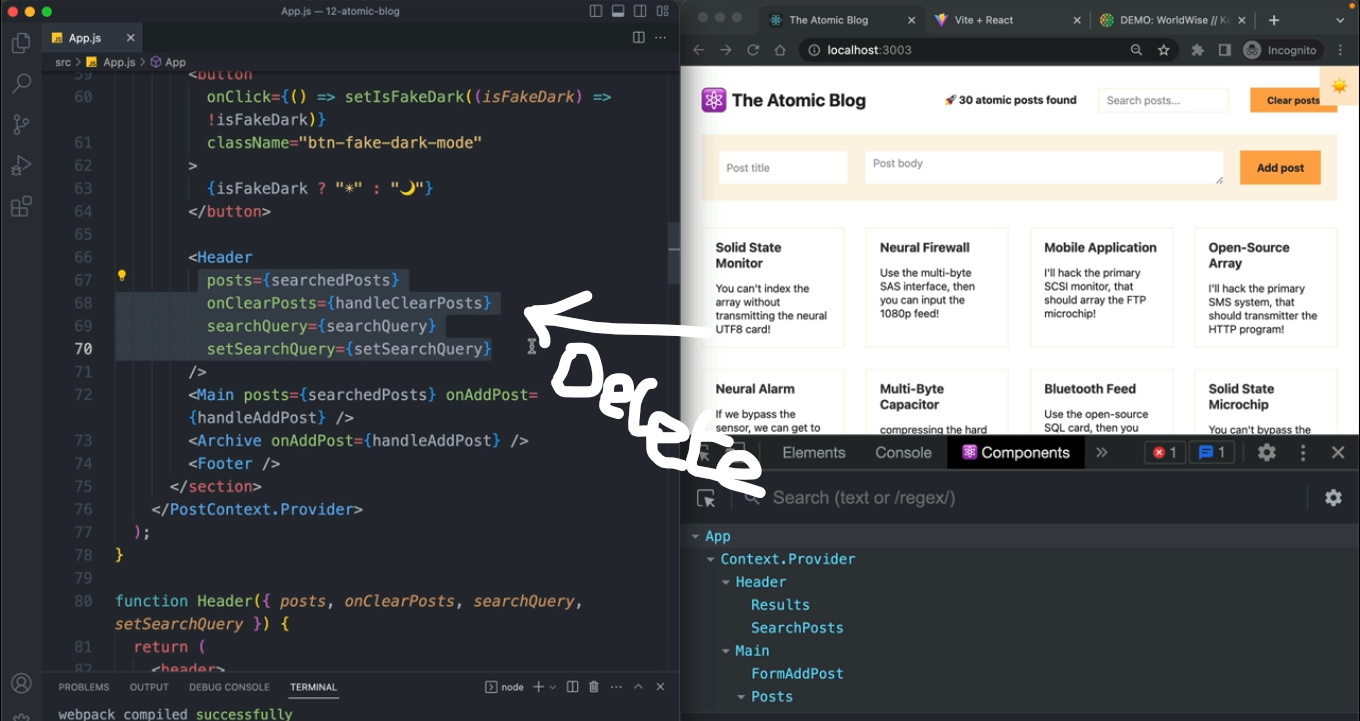 App.js — 12-atomic-blog
App.js
src > App.js > App
59 <button
60 onClick={() => setIsFakeDark((isFakeDark) =>
!isFakeDark)}
61 className="btn-fake-dark-mode"
62 >
63 {isFakeDark ? "☀️" : "🌙"}
64 </button>
65
66 <Header
67 posts={searchedPosts}
68 onClearPosts={handleClearPosts}
69 searchQuery={searchQuery}
70 setSearchQuery={setSearchQuery}
71 />
72 <Main posts={searchedPosts} onAddPost=
{handleAddPost} />
73 <Archive onAddPost={handleAddPost} />
74 <Footer />
75 </section>
76 </PostContext.Provider>
77 );
78 }
79
80 function Header({ posts, onClearPosts, searchQuery,
setSearchQuery }) {
81 return (
82 <header>
PROBLEMS OUTPUT DEBUG CONSOLE TERMINAL node
webpack compiled successfully
Delete
The Atomic Blog Vite + React DEMO: WorldWise // K
localhost:3003 Incognito
The Atomic Blog 30 atomic posts found Search posts... Clear posts
Post title Post body Add post
Solid State
Monitor
You can't index the
array without
transmitting the neural
UTF8 card!
Neural Firewall
Use the multi-byte
SAS interface, then
you can input the
1080p feed!
Mobile Application
I'll hack the primary
SCSI monitor, that
should array the FTP
microchip!
Open-Source
Array
I'll hack the primary
SMS system, that
should transmitter the
HTTP program!
Neural Alarm
If we bypass the
sensor, we can get to
Multi-Byte
Capacitor
compressing the hard
Bluetooth Feed
Use the open-source
SQL card, then you
Solid State
Microchip
You can't bypass the
Elements Console Components » 1 1
Search (text or /regex/)
App
Context.Provider
Header
Results
SearchPosts
Main
FormAddPost
Posts